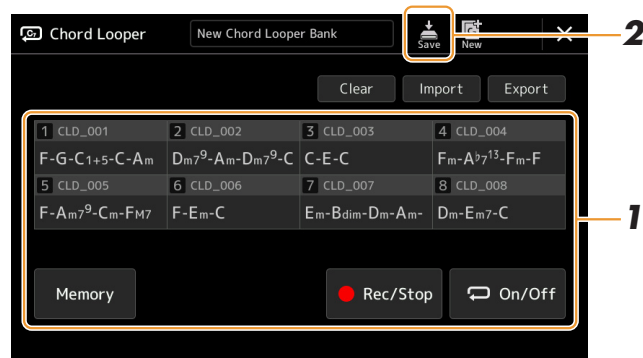 Chord Looper New Chord Looper Bank Save New × 2
Clear Import Export
1 CLD_001 2 CLD_002 3 CLD_003 4 CLD_004
F-G-C1+5-C-Am Dm7⁹-Am-Dm7⁹-C C-E-C Fm-A♭7¹³-Fm-F
5 CLD_005 6 CLD_006 7 CLD_007 8 CLD_008
F-Am7⁹-Cm-FM7 F-Em-C Em-Bdim-Dm-Am- Dm-Em7-C
1
Memory Rec/Stop On/Off